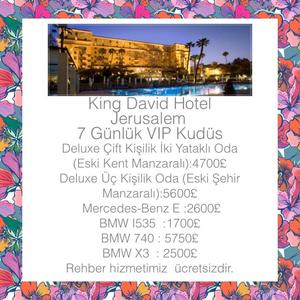 King David Hotel
Jerusalem
7 Günlük VIP Kudüs
Deluxe Çift Kişilik İki Yataklı Oda
(Eski Kent Manzaralı):4700£
Deluxe Üç Kişilik Oda (Eski Şehir
Manzaralı):5600£
Mercedes-Benz E :2600£
BMW I535  :1700£
BMW 740 : 5750£
BMW X3  : 2500£
Rehber hizmetimiz  ücretsizdir.